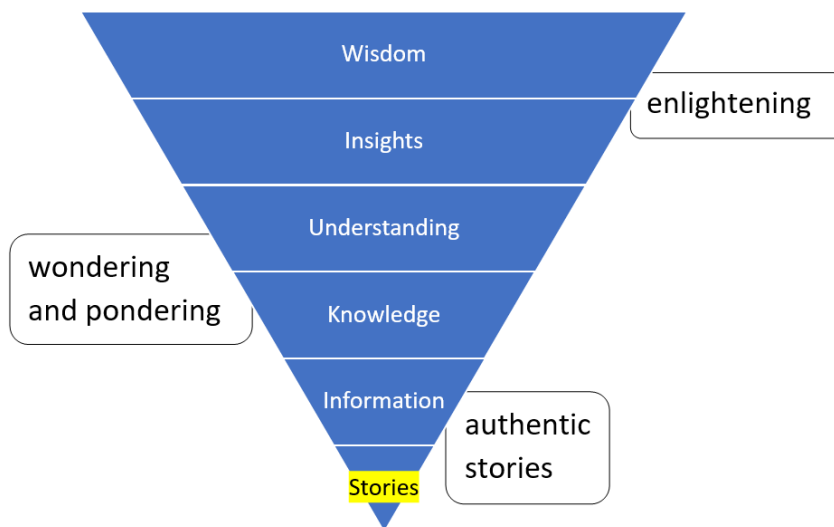 Wisdom
enlightening
Insights
Understanding
wondering
and pondering
Knowledge
Information
authentic
stories
Stories